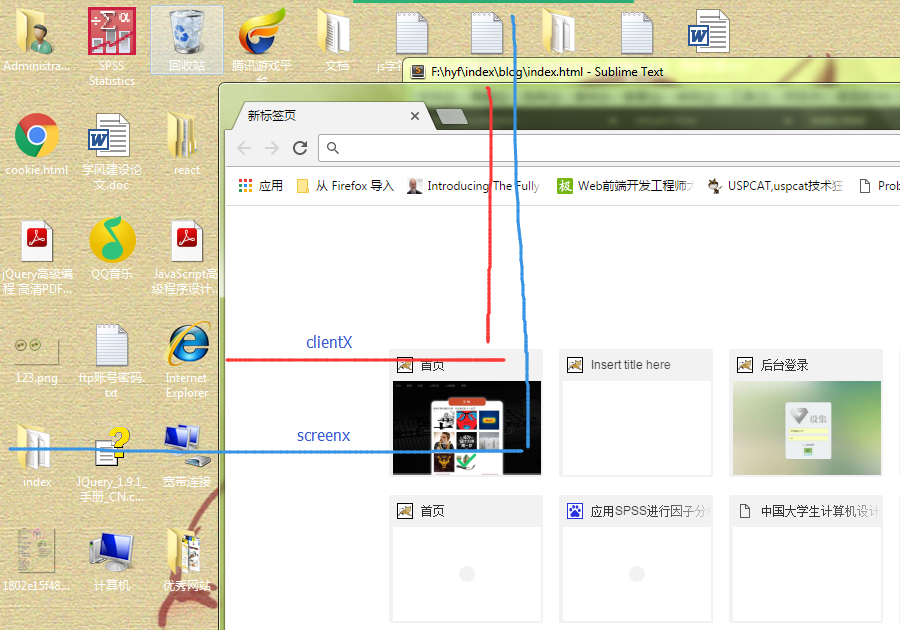 Administra...
SPSS
Statistics
回收站
腾讯游戏平
台
文档
F:\hyf\index\blog\index.html - Sublime Text
新标签页
cookie.html
学风建设论
文.doc
react
应用
从 Firefox 导入
Introducing The Fully
Web前端开发工程师
USPCAT,uspcat技术狂
Prob
jQuery高级编
程 高清PDF...
QQ音乐
JavaScript高
级程序设计...
clientX
首页
Insert title here
后台登录
123.png
ftp账号密码.
txt
Internet
Explorer
screenx
index
JQuery_1.9.1_
手册_CN.c...
宽带连接
首页
应用SPSS进行因子分
中国大学生计算机设计
1802e15f48...
计算机
优秀网站